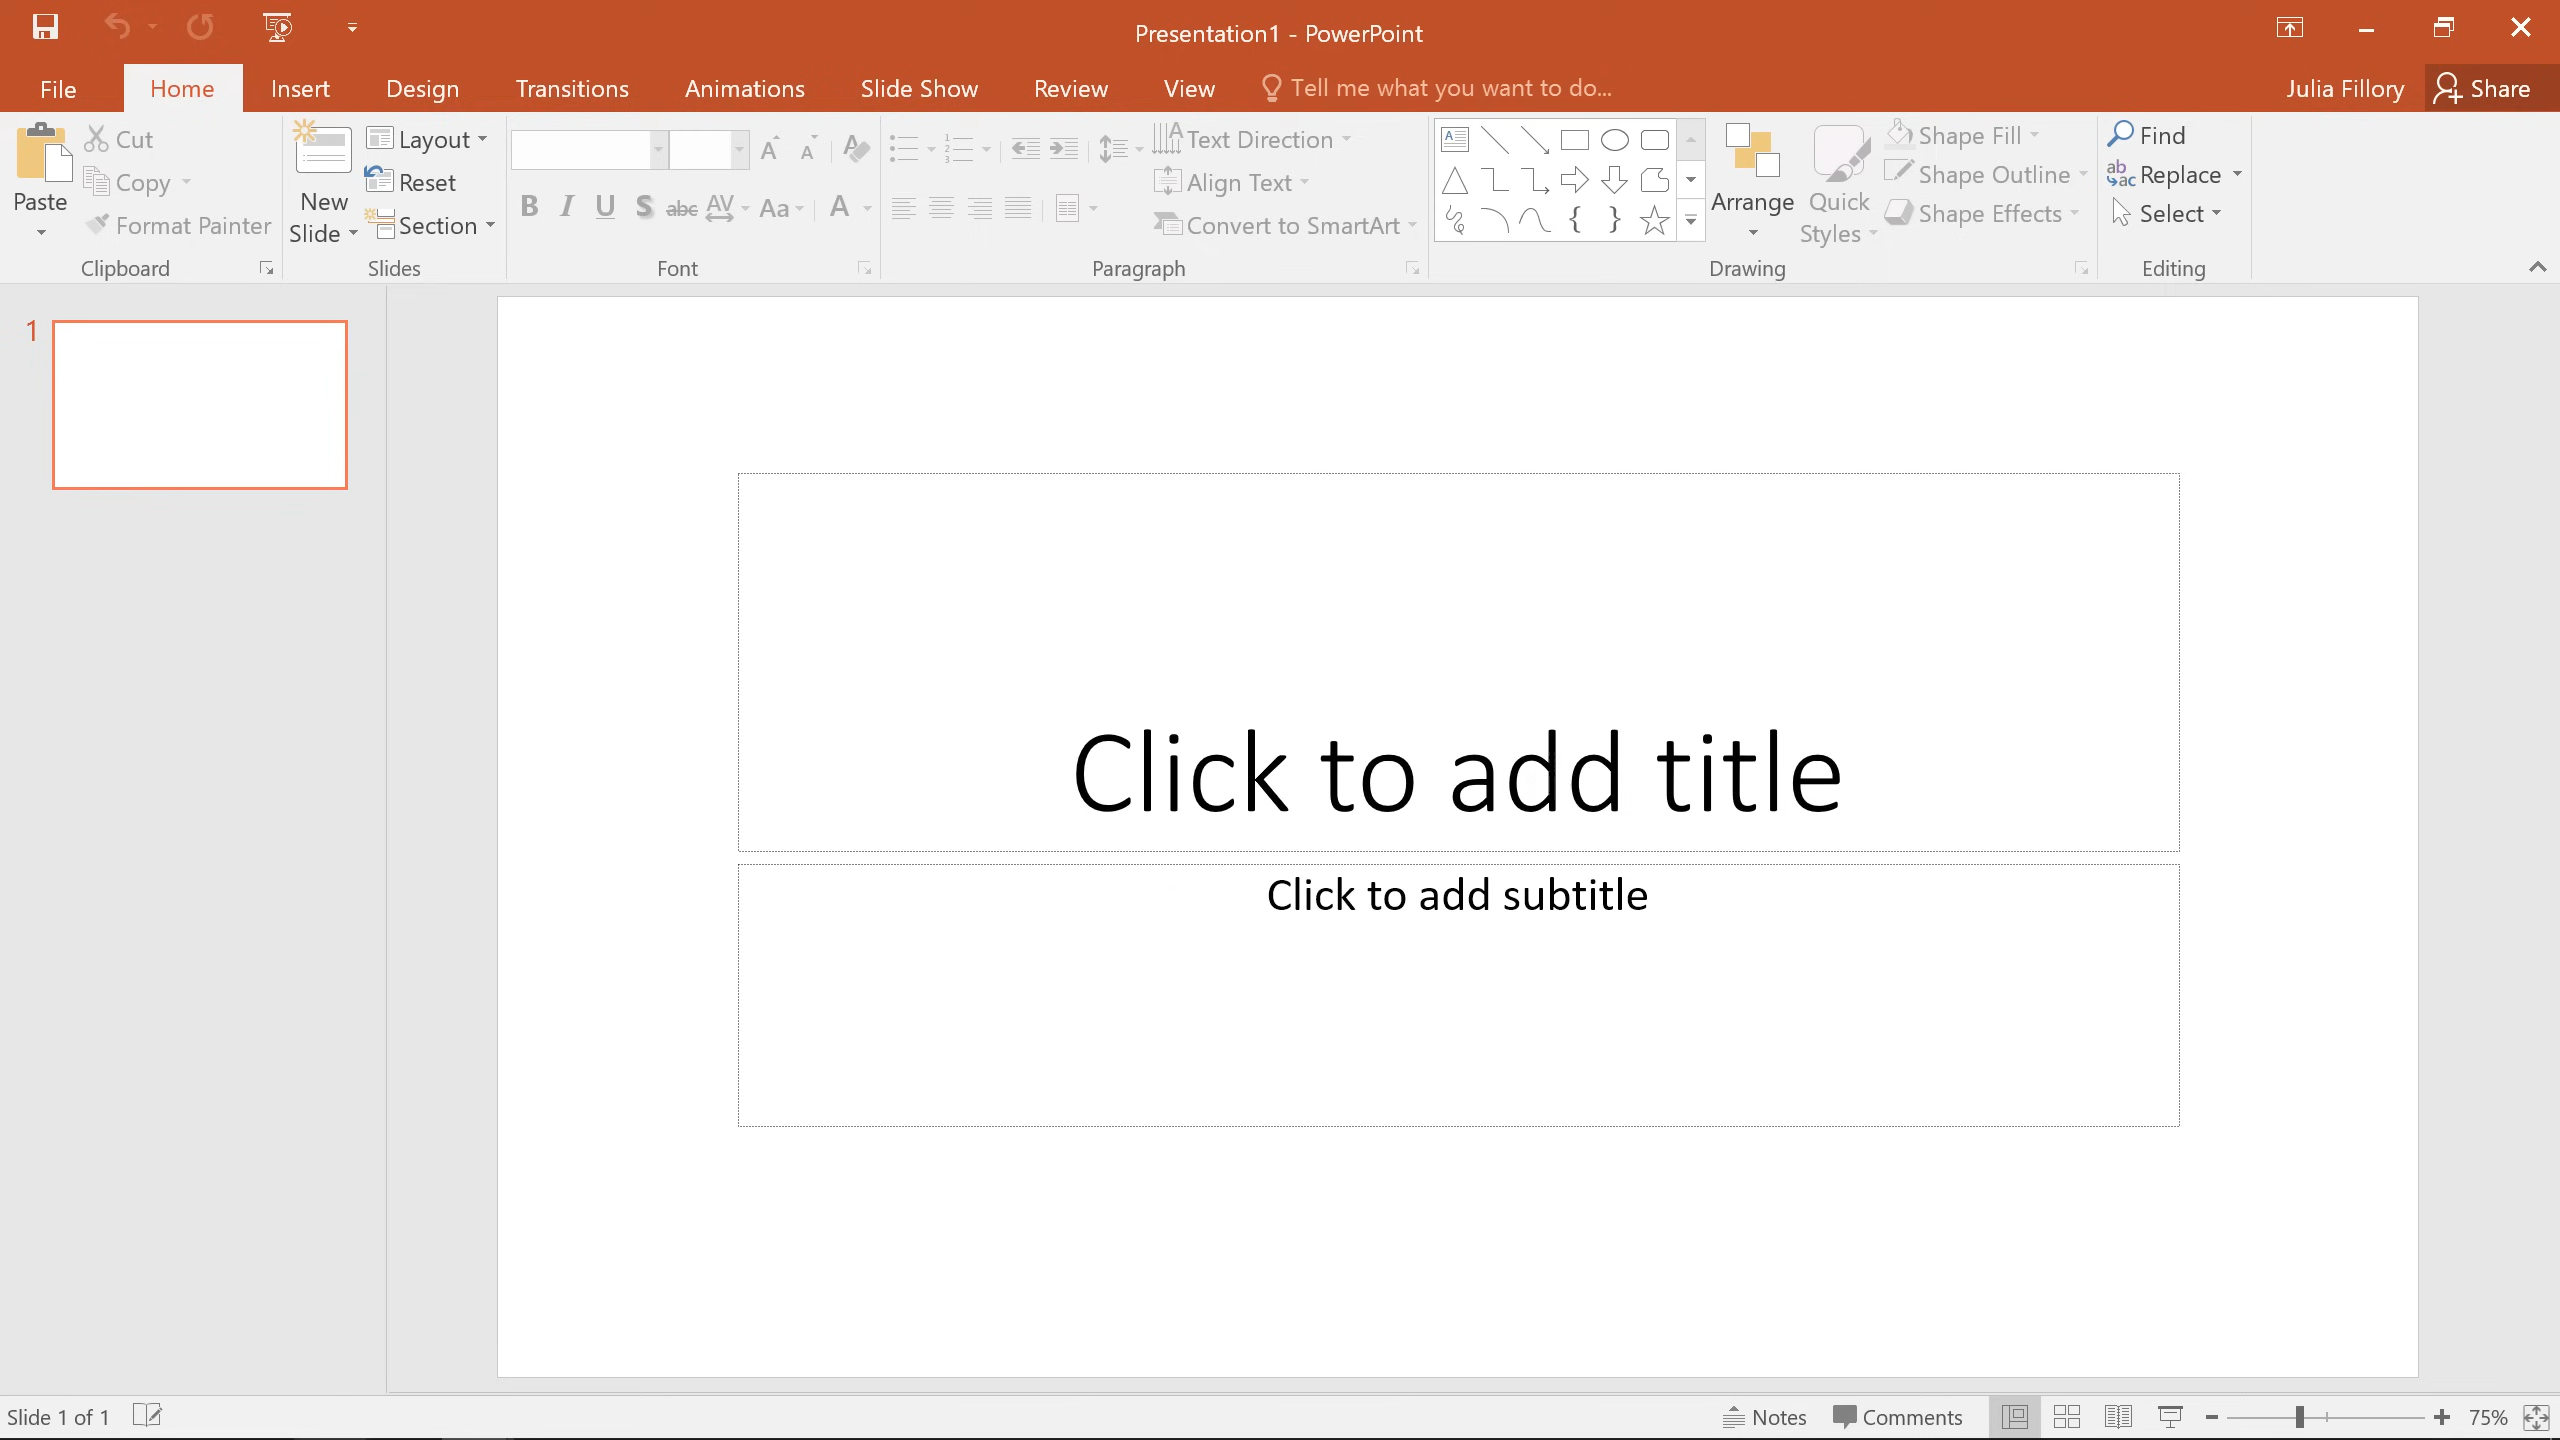 Presentation1 - PowerPoint
File Home Insert Design Transitions Animations Slide Show Review View Tell me what you want to do... Julia Fillory Share
Paste
Cut
Copy
Format Painter
Clipboard
New
Slide
Layout
Reset
Section
Slides
B I U S abc AV Aa A
Font
Text Direction
Align Text
Convert to SmartArt
Paragraph
Arrange
Quick
Styles
Shape Fill
Shape Outline
Shape Effects
Drawing
Find
Replace
Select
Editing
1
Click to add title
Click to add subtitle
Slide 1 of 1 Notes Comments 75%